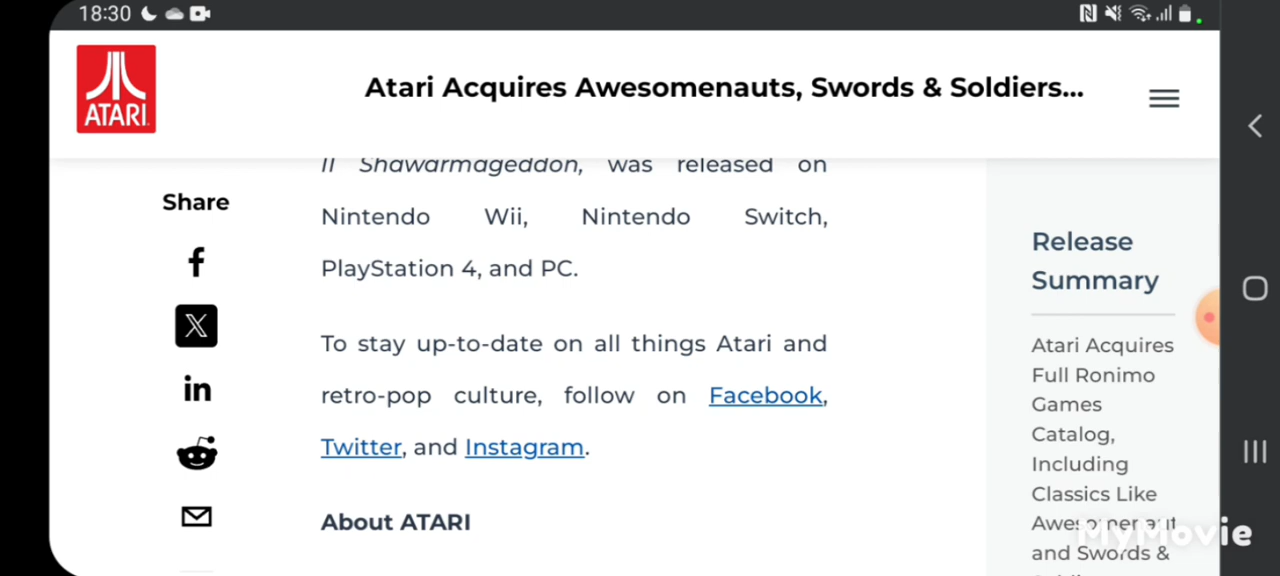 18:30
ATARI
Atari Acquires Awesomenauts, Swords & Soldiers...
Share
II Shawarmageddon, was released on
Nintendo Wii, Nintendo Switch,
PlayStation 4, and PC.
To stay up-to-date on all things Atari and
retro-pop culture, follow on Facebook,
Twitter, and Instagram.
About ATARI
Release
Summary
Atari Acquires
Full Ronimo
Games
Catalog,
Including
Classics Like
Awesomenaut
and Swords &
MyMovie